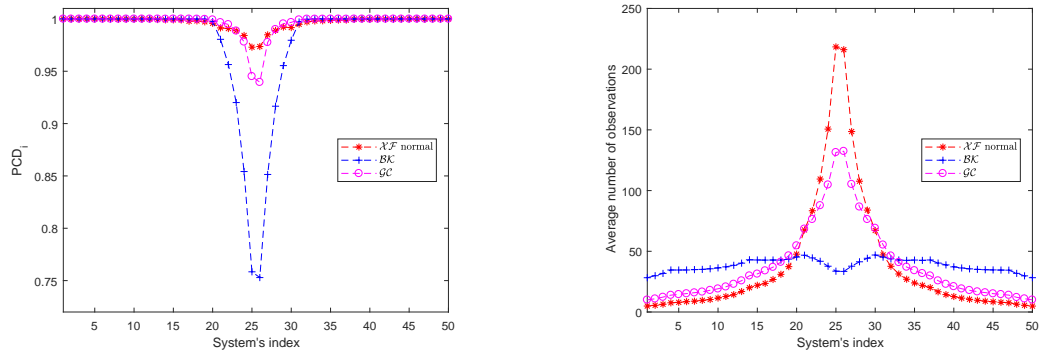 1
0.95
0.9
0.85
0.8
0.75
PCD_i
5 10 15 20 25 30 35 40 45 50
System's index
XF normal
BK
GC
250
200
150
100
50
0
Average number of observations
5 10 15 20 25 30 35 40 45 50
System's index
XF normal
BK
GC